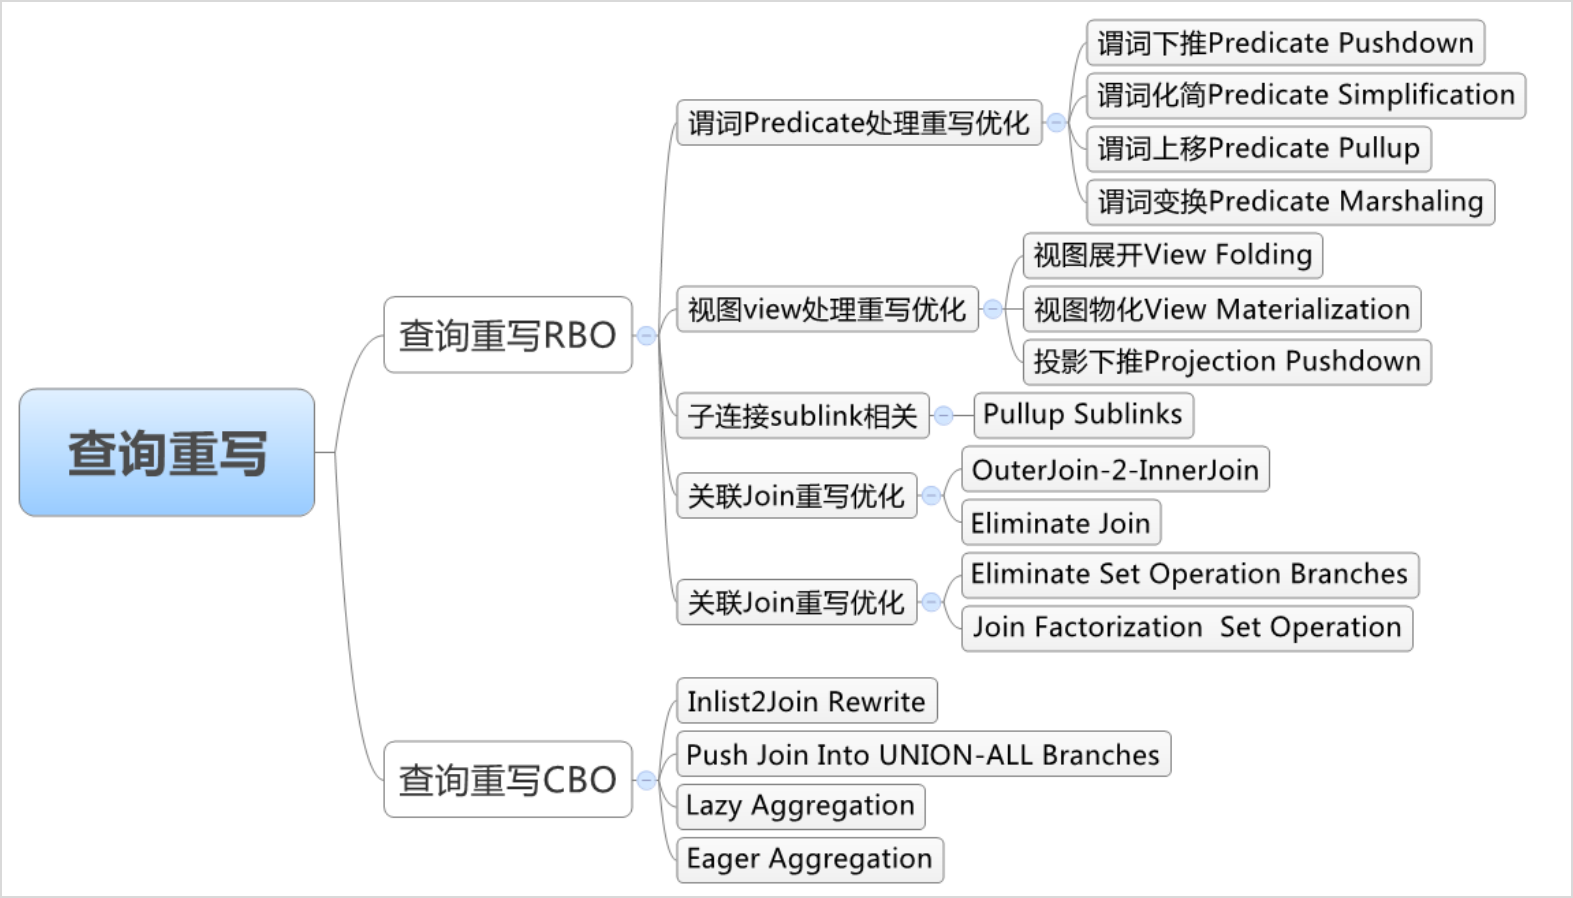 查询重写
查询重写RBO
谓词Predicate处理重写优化
谓词下推Predicate Pushdown
谓词化简Predicate Simplification
谓词上移Predicate Pullup
谓词变换Predicate Marshaling
视图view处理重写优化
视图展开View Folding
视图物化View Materialization
投影下推Projection Pushdown
子连接sublink相关
Pullup Sublinks
关联Join重写优化
OuterJoin-2-InnerJoin
Eliminate Join
关联Join重写优化
Eliminate Set Operation Branches
Join Factorization  Set Operation
查询重写CBO
Inlist2Join Rewrite
Push Join Into UNION-ALL Branches
Lazy Aggregation
Eager Aggregation